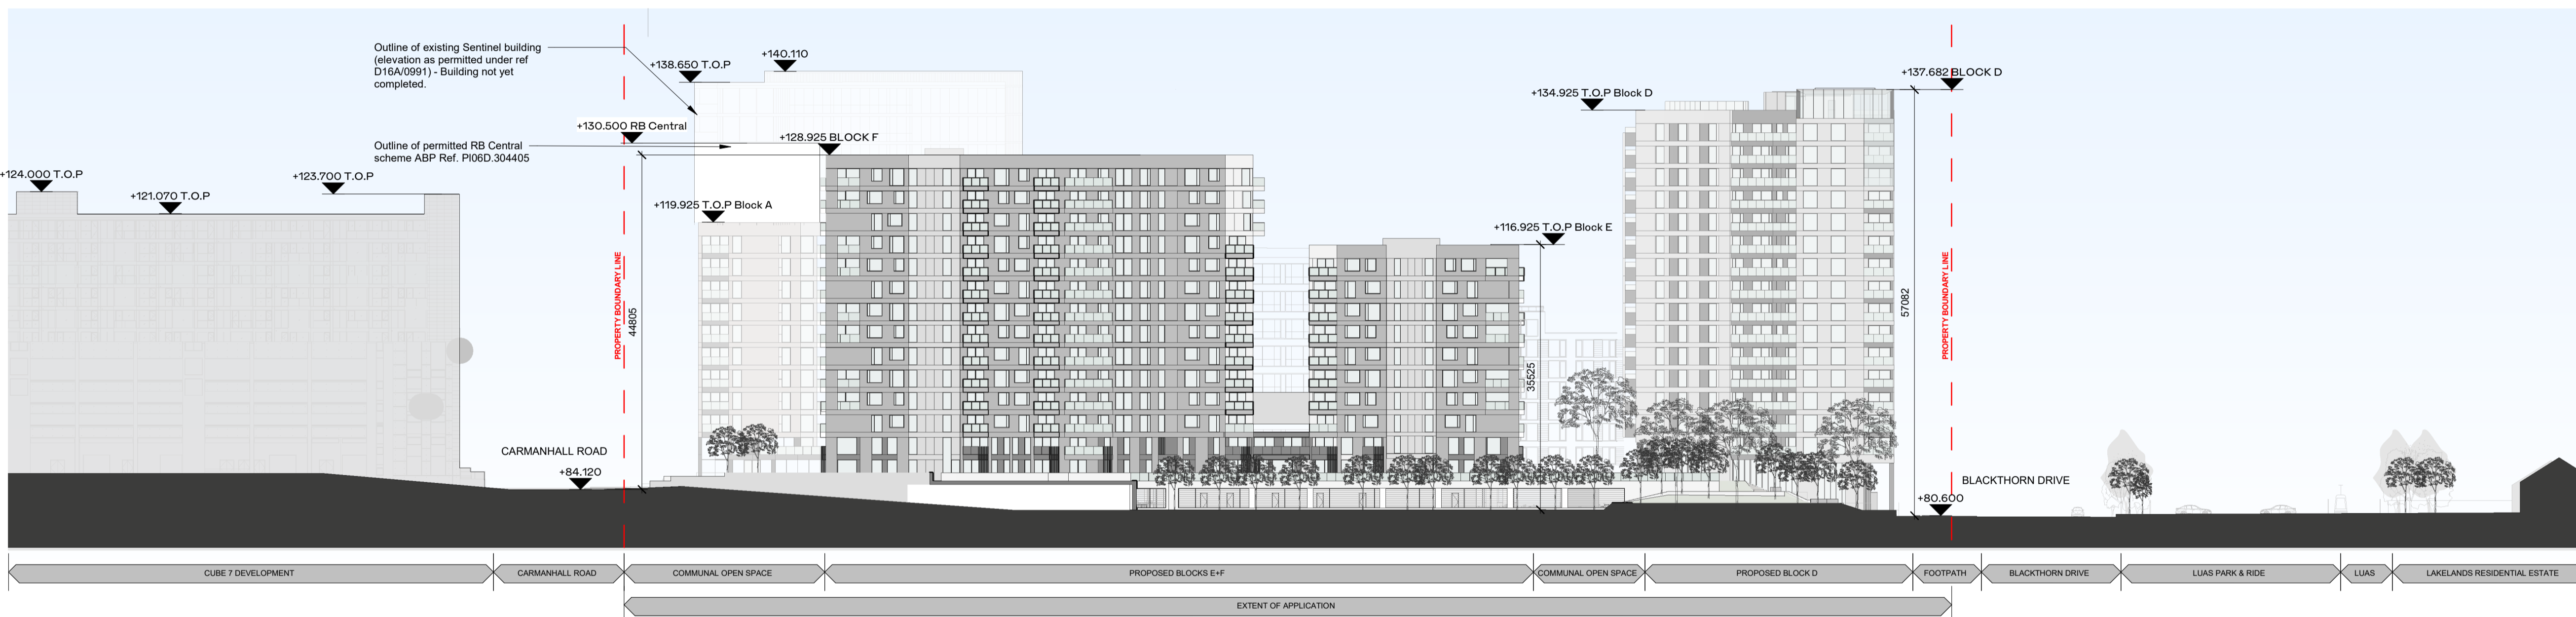 Outline of existing Sentinel building
(elevation as permitted under ref
D16A/0991) - Building not yet
completed.
+138.650 T.O.P
+140.110
+137.682 BLOCK D
+134.925 T.O.P Block D
+130.500 RB Central
+128.925 BLOCK F
Outline of permitted RB Central
scheme ABP Ref. PI06D.304405
+124.000 T.O.P
+121.070 T.O.P
+123.700 T.O.P
+119.925 T.O.P Block A
+116.925 T.O.P Block E
PROPERTY BOUNDARY LINE
44805
35525
57082
PROPERTY BOUNDARY LINE
CARMANHALL ROAD
+84.120
BLACKTHORN DRIVE
+80.600
CUBE 7 DEVELOPMENT
CARMANHALL ROAD
COMMUNAL OPEN SPACE
PROPOSED BLOCKS E+F
COMMUNAL OPEN SPACE
PROPOSED BLOCK D
FOOTPATH
BLACKTHORN DRIVE
LUAS PARK & RIDE
LUAS
LAKELANDS RESIDENTIAL ESTATE
EXTENT OF APPLICATION